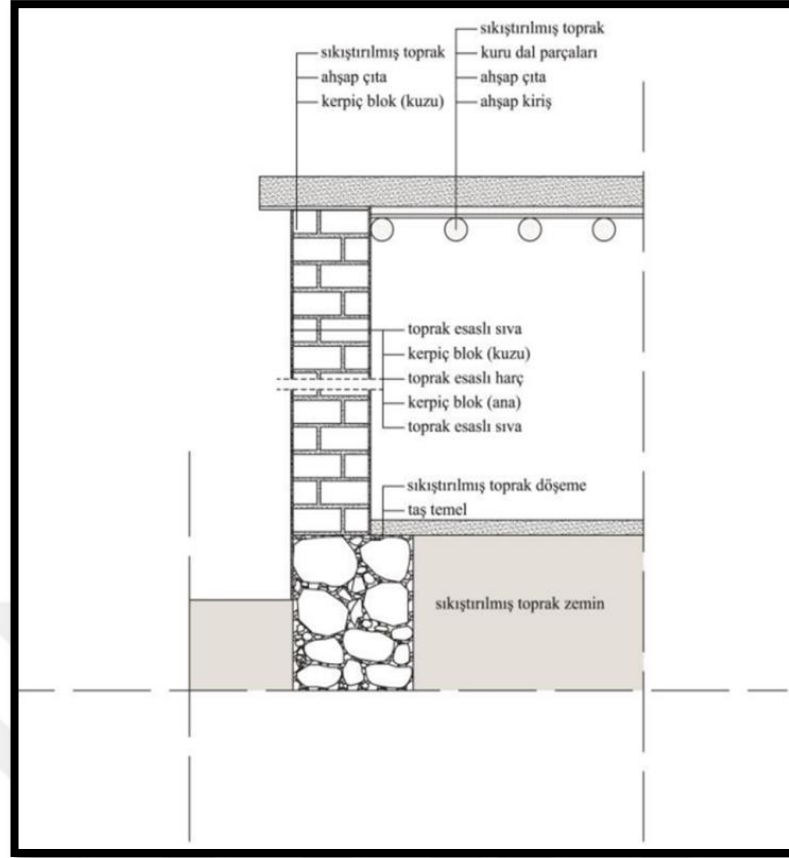 sıkıştırılmış toprak
ahşap çıta
kerpiç blok (kuzu)
sıkıştırılmış toprak
kuru dal parçaları
ahşap çıta
ahşap kiriş
toprak esaslı sıva
kerpiç blok (kuzu)
toprak esaslı harç
kerpiç blok (ana)
toprak esaslı sıva
sıkıştırılmış toprak döşeme
taş temel
sıkıştırılmış toprak zemin